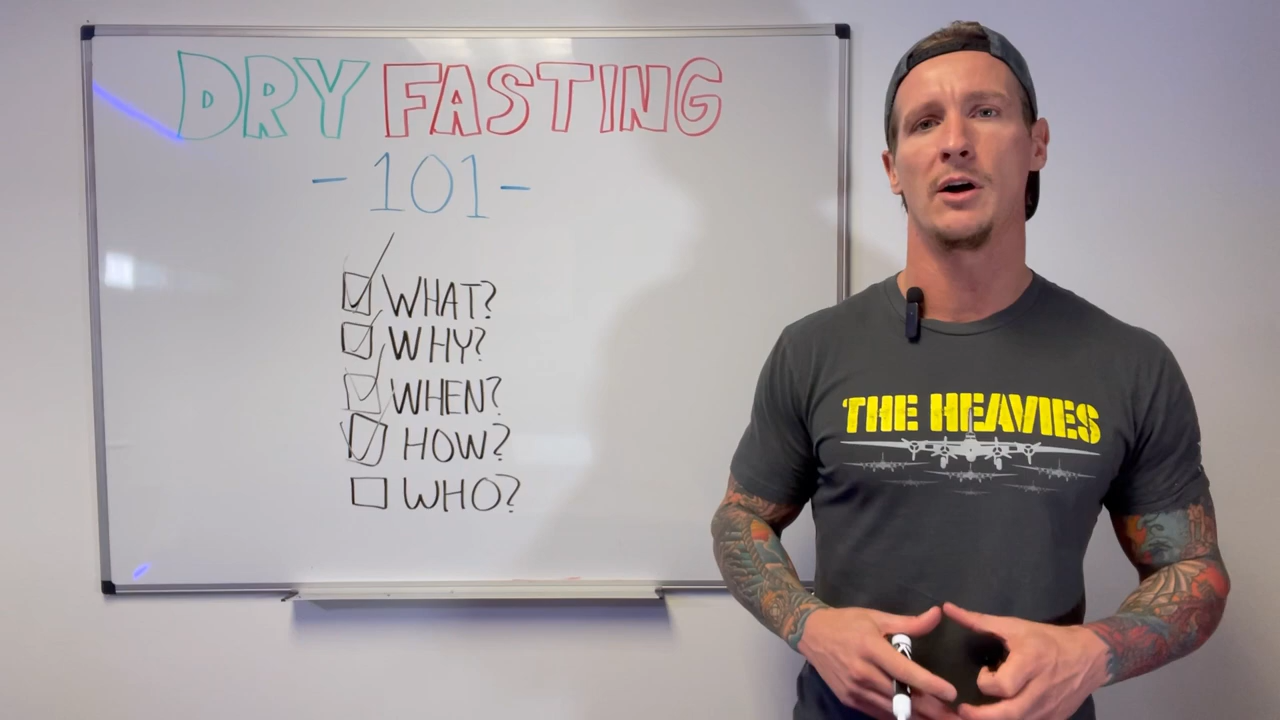 DRY FASTING
- 101 -
WHAT?
WHY?
WHEN?
HOW?
WHO?
THE HEAVIES